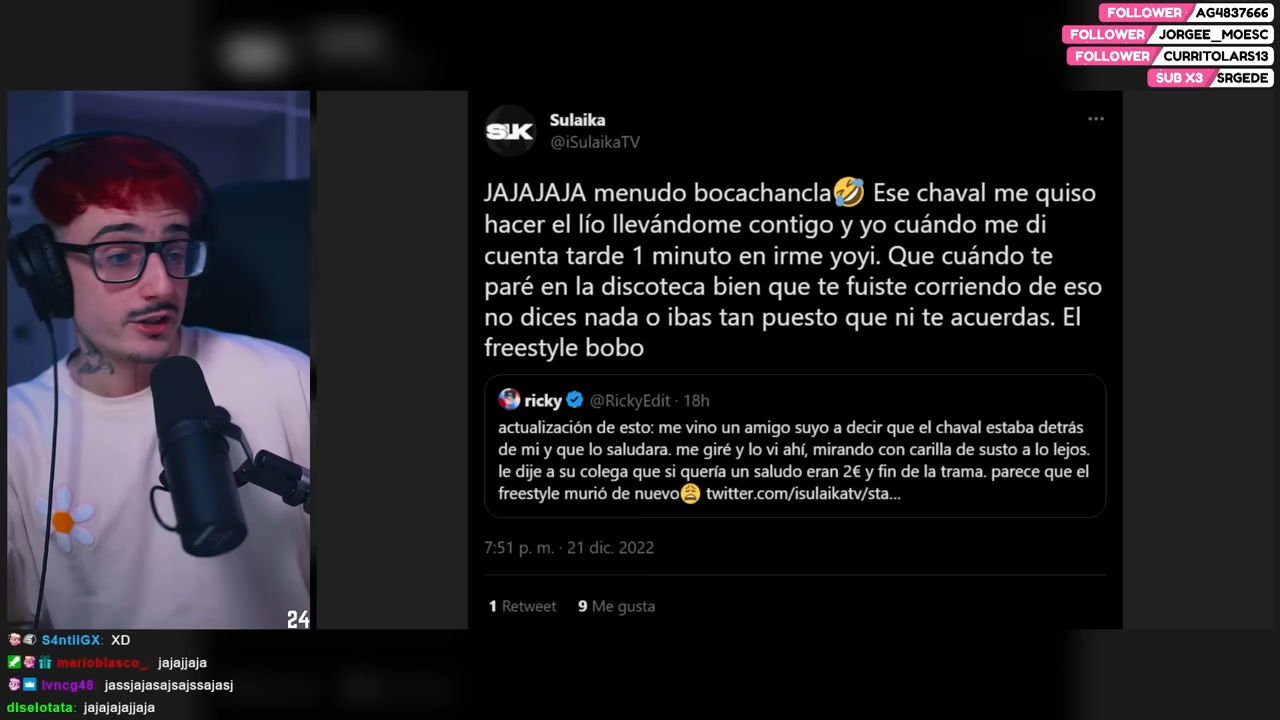 FOLLOWER AG4837666
FOLLOWER JORGEE_MOESC
FOLLOWER CURRITOLARS13
SUB X3 SRGEDE
SLK
Sulaika
@iSulaikaTV
JAJAJAJA menudo bocachancla🤣 Ese chaval me quiso
hacer el lío llevándome contigo y yo cuándo me di
cuenta tarde 1 minuto en irme yoyi. Que cuándo te
paré en la discoteca bien que te fuiste corriendo de eso
no dices nada o ibas tan puesto que ni te acuerdas. El
freestyle bobo
ricky @RickyEdit · 18h
actualización de esto: me vino un amigo suyo a decir que el chaval estaba detrás
de mi y que lo saludara. me giré y lo vi ahí, mirando con carilla de susto a lo lejos.
le dije a su colega que si quería un saludo eran 2€ y fin de la trama. parece que el
freestyle murió de nuevo😩 twitter.com/isulaikatv/sta...
7:51 p. m. · 21 dic. 2022
1 Retweet 9 Me gusta
24
S4ntiiGX: XD
marioblasco_ jajajjaja
lvncg48 jassjajasajsajssajasj
diselotata: jajajajajjaja